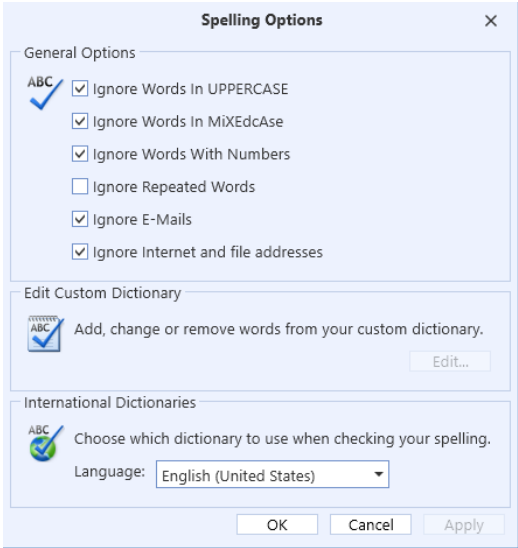 Spelling Options
General Options
ABC
Ignore Words In UPPERCASE
Ignore Words In MiXEdcAse
Ignore Words With Numbers
Ignore Repeated Words
Ignore E-Mails
Ignore Internet and file addresses
Edit Custom Dictionary
ABC
Add, change or remove words from your custom dictionary.
Edit...
International Dictionaries
ABC
Choose which dictionary to use when checking your spelling.
Language: English (United States)
OK Cancel Apply